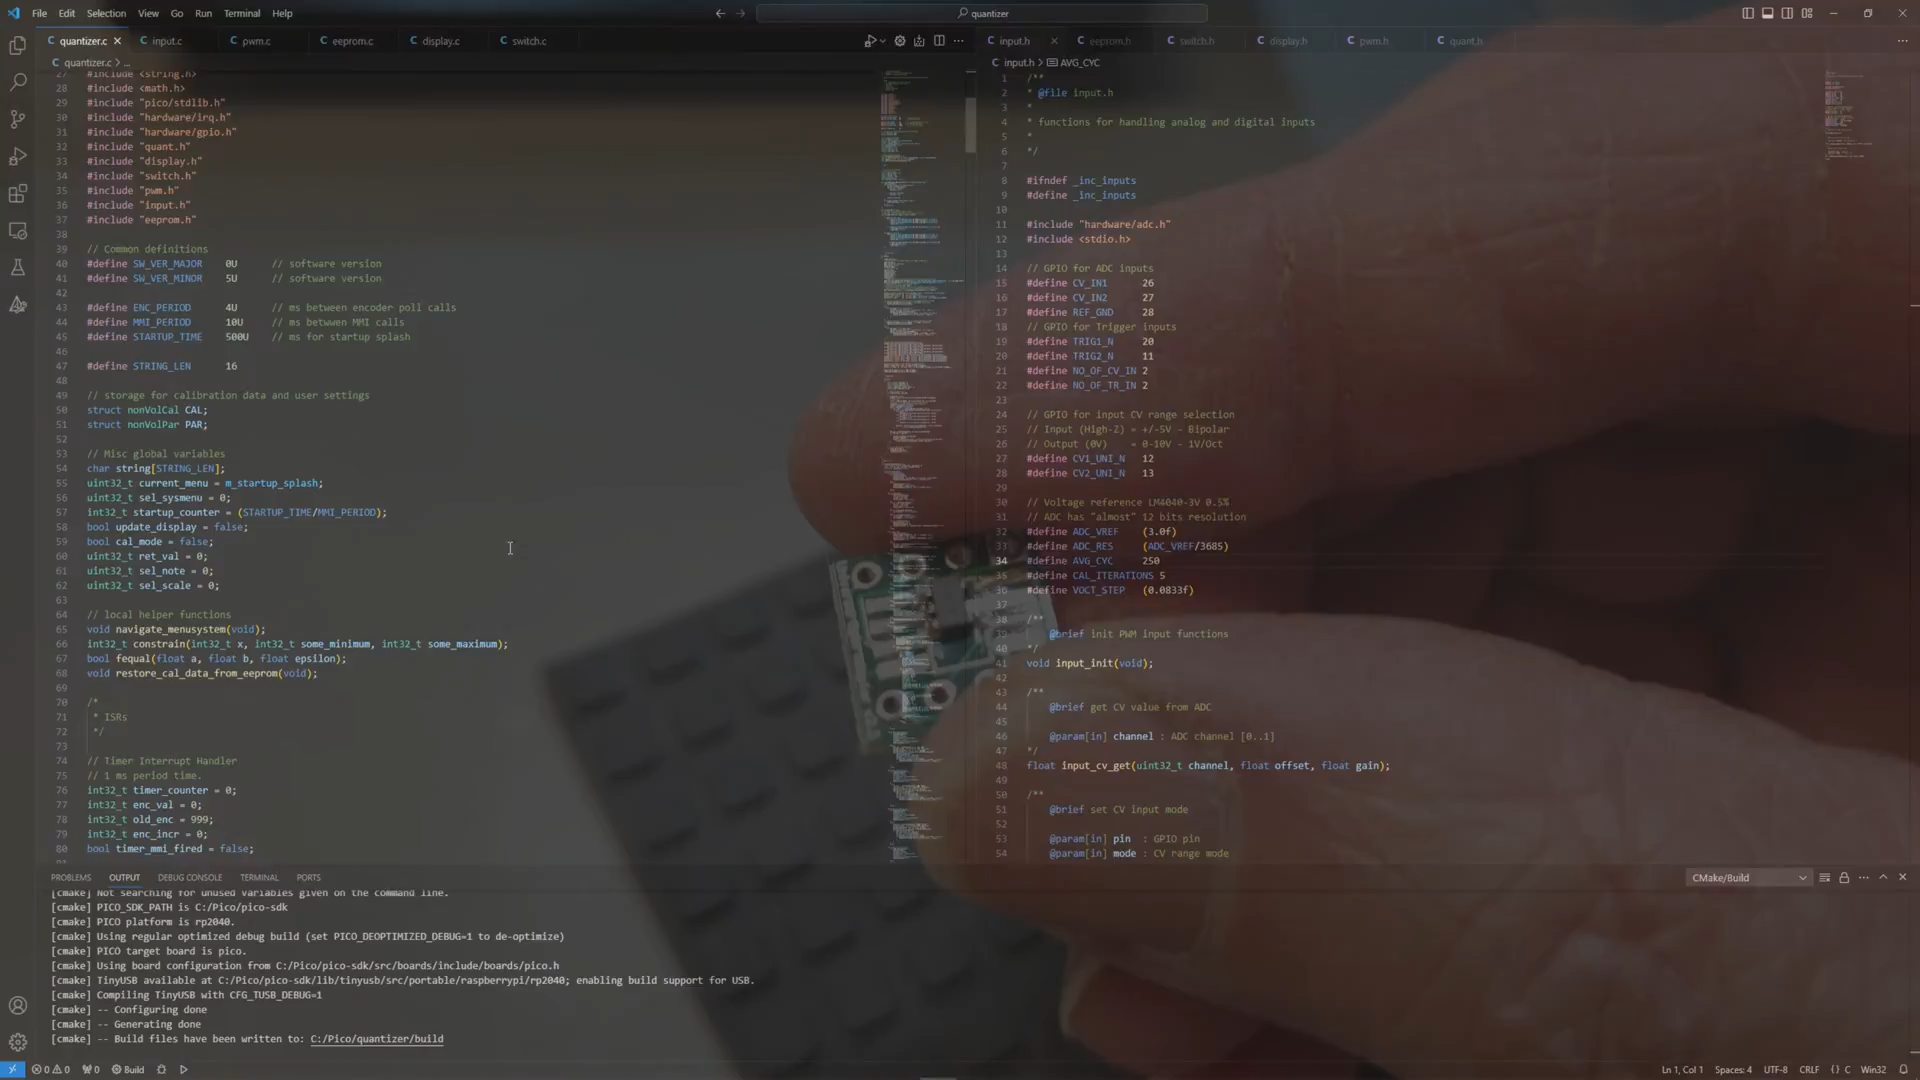 File Edit Selection View Go Run Terminal Help
quantizer
quantizer.c input.c pwm.c eeprom.c display.c switch.c
quantizer.c > ...
27 #include <string.h>
28 #include <math.h>
29 #include "pico/stdlib.h"
30 #include "hardware/irq.h"
31 #include "hardware/gpio.h"
32 #include "quant.h"
33 #include "display.h"
34 #include "switch.h"
35 #include "pwm.h"
36 #include "input.h"
37 #include "eeprom.h"
38
39 // Common definitions
40 #define SW_VER_MAJOR 0U // software version
41 #define SW_VER_MINOR 5U // software version
42
43 #define ENC_PERIOD 4U // ms between encoder poll calls
44 #define MMI_PERIOD 10U // ms betwwen MMI calls
45 #define STARTUP_TIME 500U // ms for startup splash
46
47 #define STRING_LEN 16
48
49 // storage for calibration data and user settings
50 struct nonVolCal CAL;
51 struct nonVolPar PAR;
52
53 // Misc global variables
54 char string[STRING_LEN];
55 uint32_t current_menu = m_startup_splash;
56 uint32_t sel_sysmenu = 0;
57 int32_t startup_counter = (STARTUP_TIME/MMI_PERIOD);
58 bool update_display = false;
59 bool cal_mode = false;
60 uint32_t ret_val = 0;
61 uint32_t sel_note = 0;
62 uint32_t sel_scale = 0;
63
64 // local helper functions
65 void navigate_menusystem(void);
66 int32_t constrain(int32_t x, int32_t some_minimum, int32_t some_maximum);
67 bool fequal(float a, float b, float epsilon);
68 void restore_cal_data_from_eeprom(void);
69
70 /*
71 * ISRs
72 */
73
74 // Timer Interrupt Handler
75 // 1 ms period time.
76 int32_t timer_counter = 0;
77 int32_t enc_val = 0;
78 int32_t old_enc = 999;
79 int32_t enc_incr = 0;
80 bool timer_mmi_fired = false;
input.h eeprom.h switch.h display.h pwm.h quant.h
input.h > AVG_CYC
1 /**
2 * @file input.h
3 *
4 * functions for handling analog and digital inputs
5 *
6 */
7
8 #ifndef _inc_inputs
9 #define _inc_inputs
10
11 #include "hardware/adc.h"
12 #include <stdio.h>
13
14 // GPIO for ADC inputs
15 #define CV_IN1 26
16 #define CV_IN2 27
17 #define REF_GND 28
18 // GPIO for Trigger inputs
19 #define TRIG1_N 20
20 #define TRIG2_N 11
21 #define NO_OF_CV_IN 2
22 #define NO_OF_TR_IN 2
23
24 // GPIO for input CV range selection
25 // Input (High-Z) = +/-5V - Bipolar
26 // Output (0V) = 0-10V - 1V/Oct
27 #define CV1_UNI_N 12
28 #define CV2_UNI_N 13
29
30 // Voltage reference LM4040-3V 0.5%
31 // ADC has "almost" 12 bits resolution
32 #define ADC_VREF (3.0f)
33 #define ADC_RES (ADC_VREF/3685)
34 #define AVG_CYC 250
35 #define CAL_ITERATIONS 5
36 #define VOCT_STEP (0.0833f)
37
38 /**
39 @brief init PWM input functions
40 */
41 void input_init(void);
42
43 /**
44 @brief get CV value from ADC
45
46 @param[in] channel : ADC channel [0..1]
47 */
48 float input_cv_get(uint32_t channel, float offset, float gain);
49
50 /**
51 @brief set CV input mode
52
53 @param[in] pin : GPIO pin
54 @param[in] mode : CV range mode
PROBLEMS OUTPUT DEBUG CONSOLE TERMINAL PORTS
CMake/Build
[cmake] Not searching for unused variables given on the command line.
[cmake] PICO_SDK_PATH is C:/Pico/pico-sdk
[cmake] PICO platform is rp2040.
[cmake] Using regular optimized debug build (set PICO_DEOPTIMIZED_DEBUG=1 to de-optimize)
[cmake] PICO target board is pico.
[cmake] Using board configuration from C:/Pico/pico-sdk/src/boards/include/boards/pico.h
[cmake] TinyUSB available at C:/Pico/pico-sdk/lib/tinyusb/src/portable/raspberrypi/rp2040; enabling build support for USB.
[cmake] Compiling TinyUSB with CFG_TUSB_DEBUG=1
[cmake] -- Configuring done
[cmake] -- Generating done
[cmake] -- Build files have been written to: C:/Pico/quantizer/build
0 0 0 Build
Ln 1, Col 1 Spaces: 4 UTF-8 CRLF {} C Win32